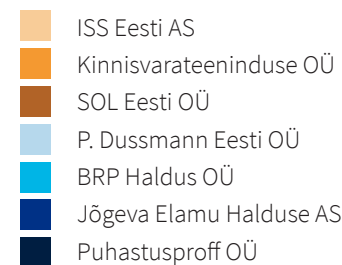 ISS Eesti AS
Kinnisvarateeninduse OÜ
SOL Eesti OÜ
P. Dussmann Eesti OÜ
BRP Haldus OÜ
Jõgeva Elamu Halduse AS
Puhastusproff OÜ